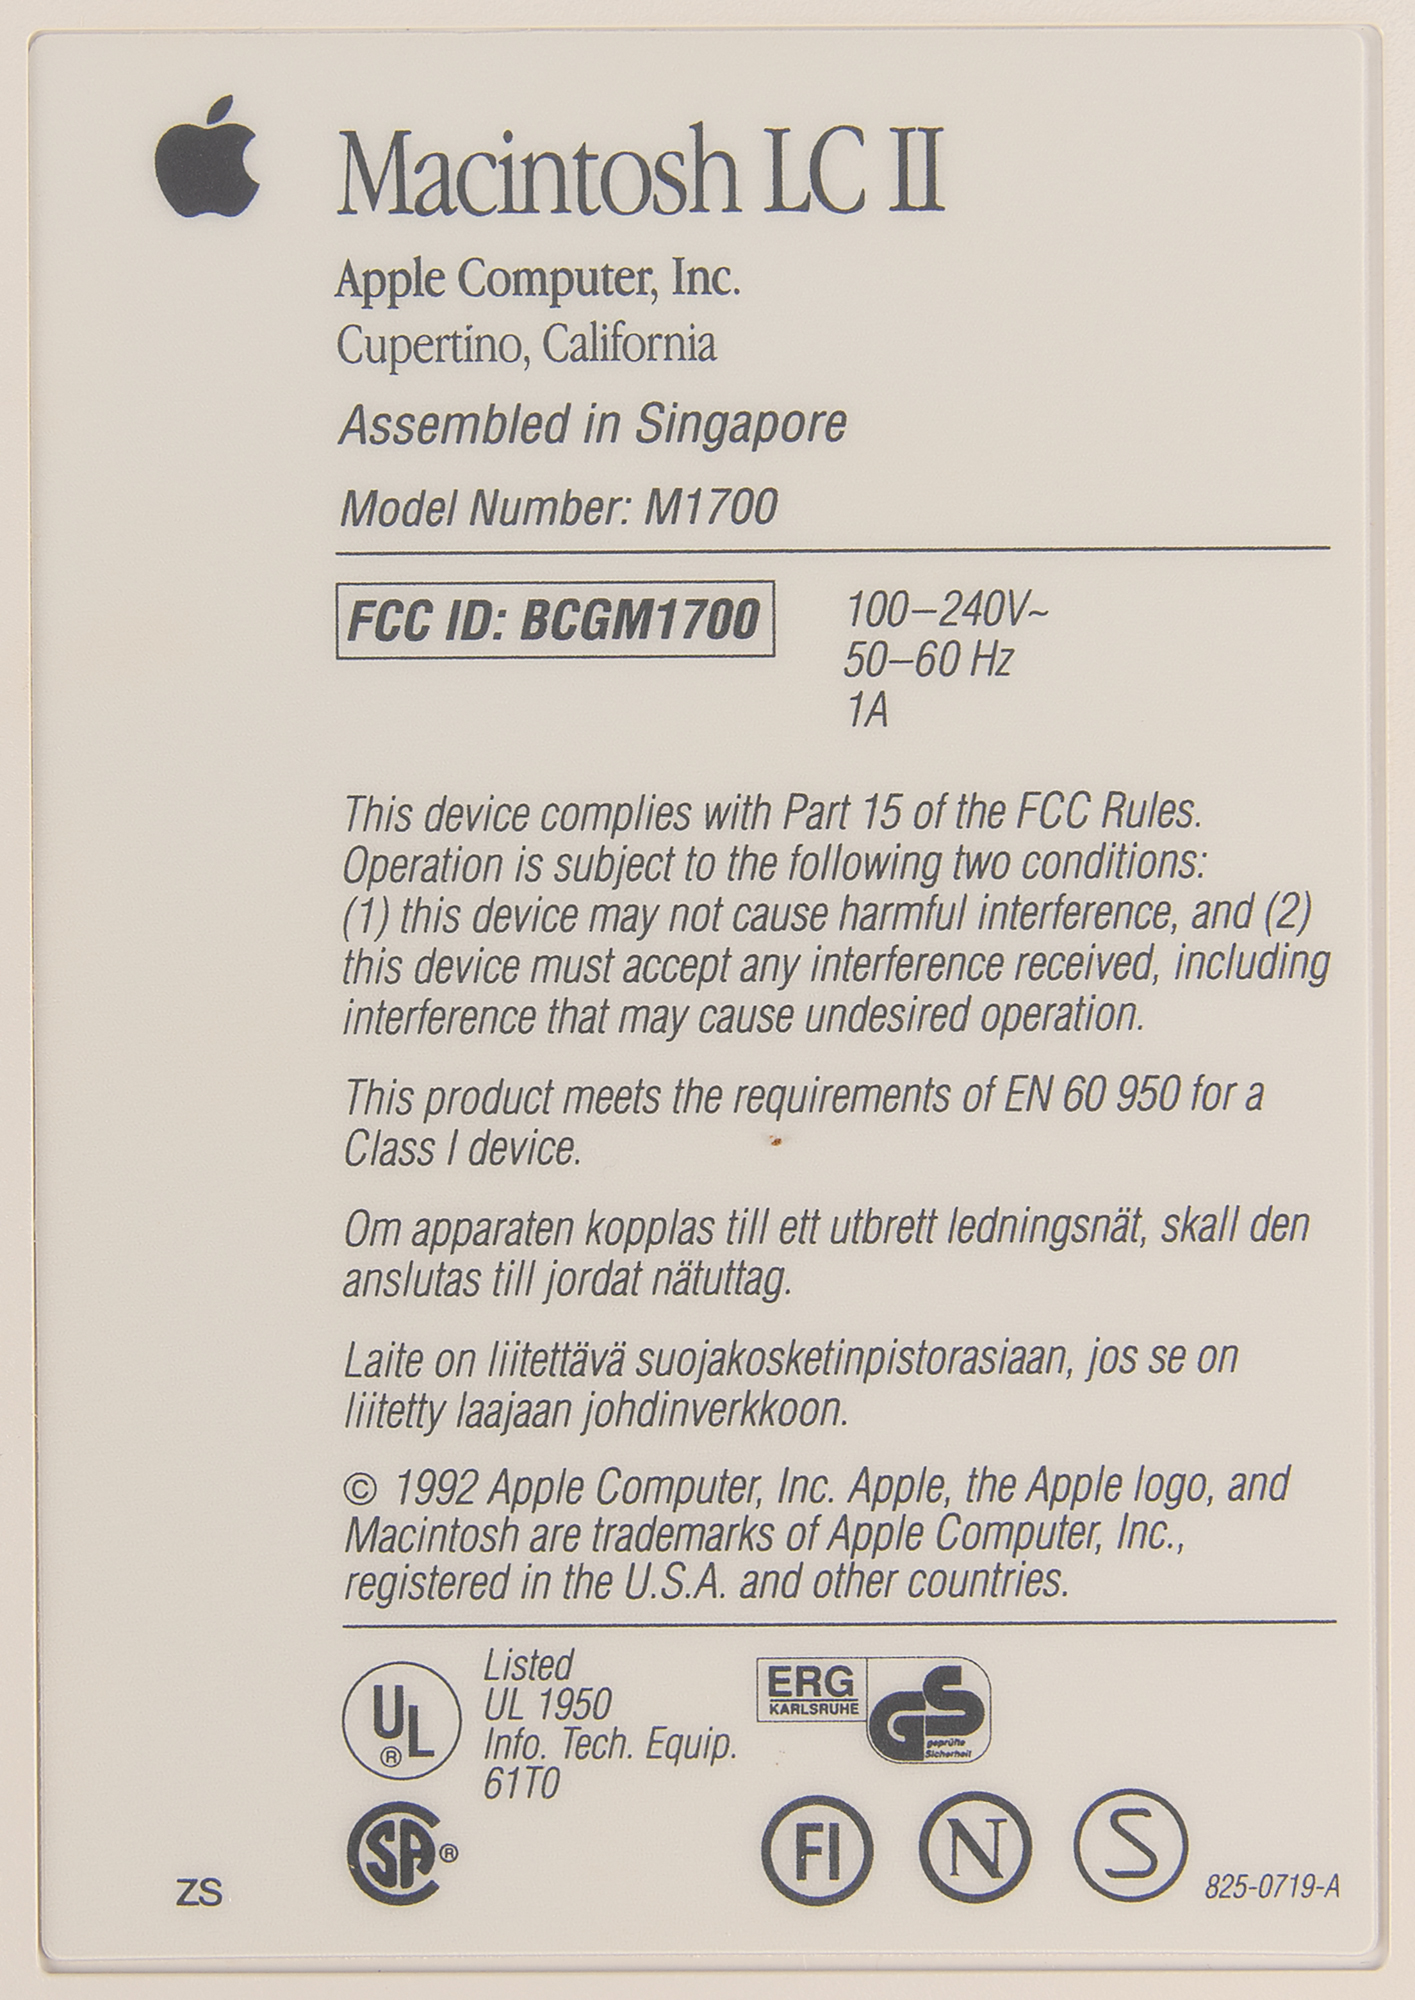 Macintosh LC II
Apple Computer, Inc.
Cupertino, California
Assembled in Singapore
Model Number: M1700
FCC ID: BCGM1700
100–240V~
50–60 Hz
1A
This device complies with Part 15 of the FCC Rules.
Operation is subject to the following two conditions:
(1) this device may not cause harmful interference, and (2)
this device must accept any interference received, including
interference that may cause undesired operation.
This product meets the requirements of EN 60 950 for a
Class I device.
Om apparaten kopplas till ett utbrett ledningsnät, skall den
anslutas till jordat nätuttag.
Laite on liitettävä suojakosketinpistorasiaan, jos se on
liitetty laajaan johdinverkkoon.
© 1992 Apple Computer, Inc. Apple, the Apple logo, and
Macintosh are trademarks of Apple Computer, Inc.,
registered in the U.S.A. and other countries.
UL ®
Listed
UL 1950
Info. Tech. Equip.
61T0
ERG
KARLSRUHE
GS
geprüfte
Sicherheit
SA ®
FI
N
S
825-0719-A
ZS